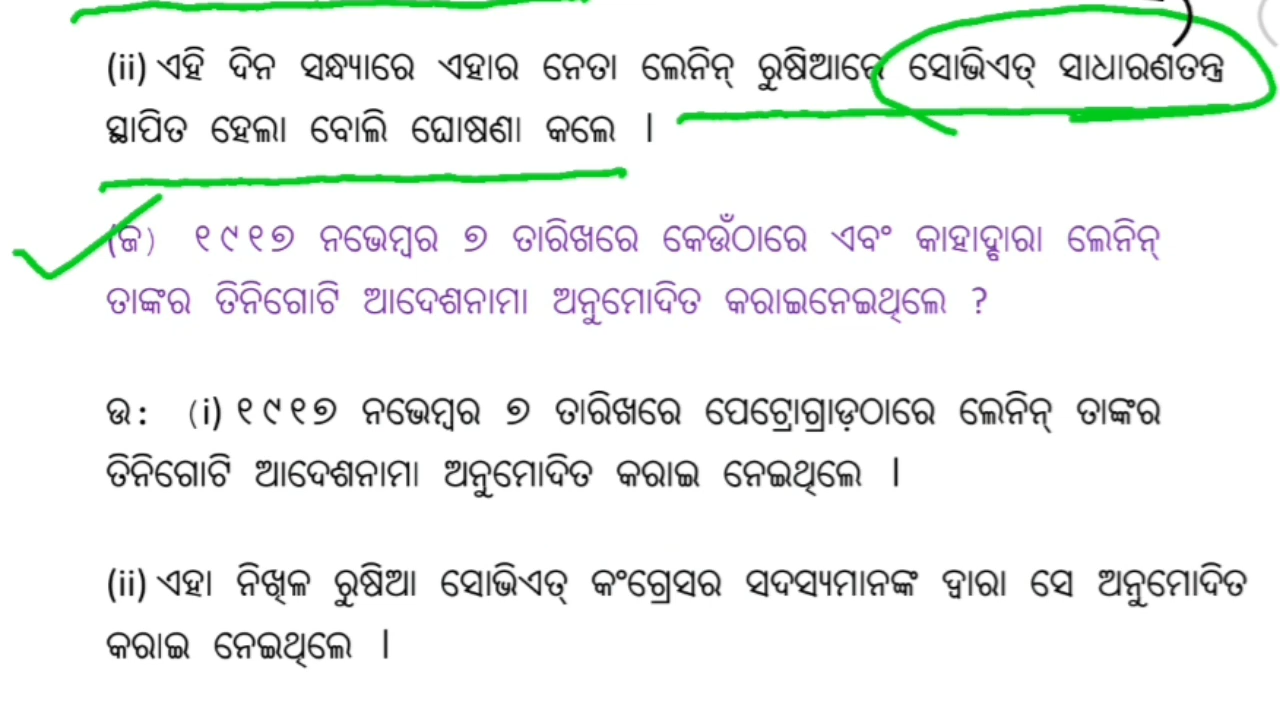 (ii) ଏହି ଦିନ ସନ୍ଧ୍ୟାରେ ଏହାର ନେତା ଲେନିନ୍ ରୁଷିଆରେ ସୋଭିଏତ୍ ସାଧାରଣତନ୍ତ୍ର
ସ୍ଥାପିତ ହେଲା ବୋଲି ଘୋଷଣା କଲେ ।
(ଜ) ୧୯୧୭ ନଭେମ୍ବର ୭ ତାରିଖରେ କେଉଁଠାରେ ଏବଂ କାହାଦ୍ବାରା ଲେନିନ୍
ତାଙ୍କର ତିନିଗୋଟି ଆଦେଶନାମା ଅନୁମୋଦିତ କରାଇନେଇଥିଲେ ?
ଉ: (i) ୧୯୧୭ ନଭେମ୍ବର ୭ ତାରିଖରେ ପେଟ୍ରୋଗ୍ରାଡ଼ଠାରେ ଲେନିନ୍ ତାଙ୍କର
ତିନିଗୋଟି ଆଦେଶନାମା ଅନୁମୋଦିତ କରାଇ ନେଇଥିଲେ ।
(ii) ଏହା ନିଖିଳ ରୁଷିଆ ସୋଭିଏତ୍ କଂଗ୍ରେସର ସଦସ୍ୟମାନଙ୍କ ଦ୍ୱାରା ସେ ଅନୁମୋଦିତ
କରାଇ ନେଇଥିଲେ ।